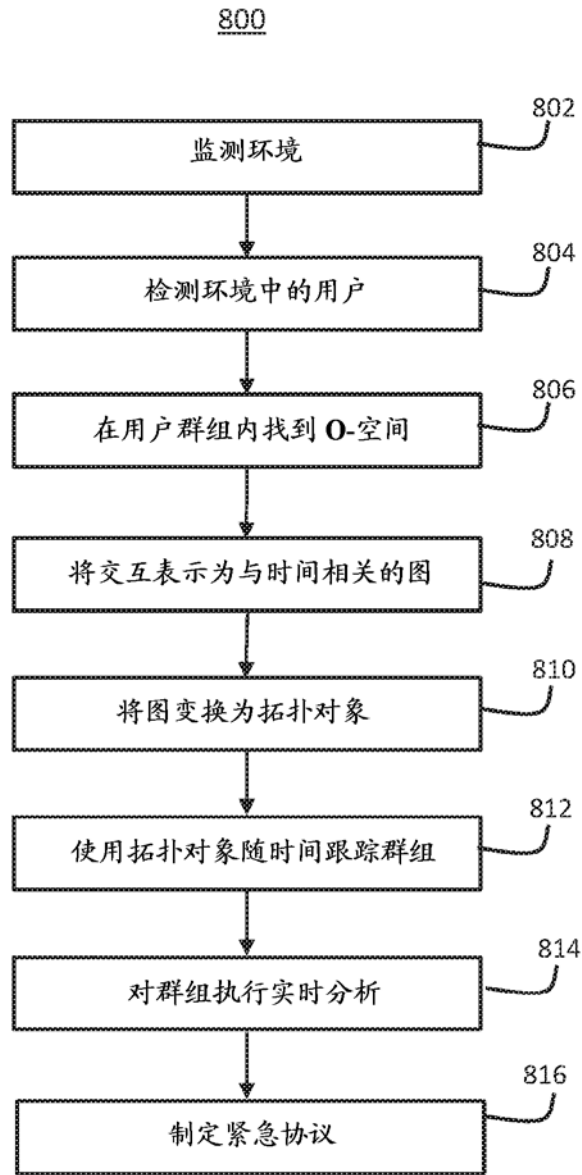 800
802
监测环境
804
检测环境中的用户
806
在用户群组内找到 O-空间
808
将交互表示为与时间相关的图
810
将图变换为拓扑对象
812
使用拓扑对象随时间跟踪群组
814
对群组执行实时分析
816
制定紧急协议